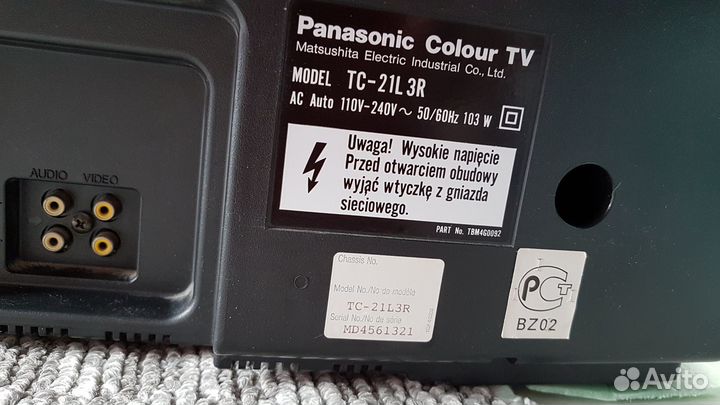 Panasonic Colour TV
Matsushita Electric Industrial Co., Ltd.
MODEL TC-21L3R
AC Auto 110V-240V~ 50/60Hz 103 W
Uwaga! Wysokie napięcie
Przed otwarciem obudowy
wyjąć wtyczkę z gniazda
sieciowego.
PART No. TBM4G0092
AUDIO VIDEO
Chassis No.
Model No./No de modèle
TC-21L3R
Serial No./No de série
MD4561321
РСТ
BZ02
Avito